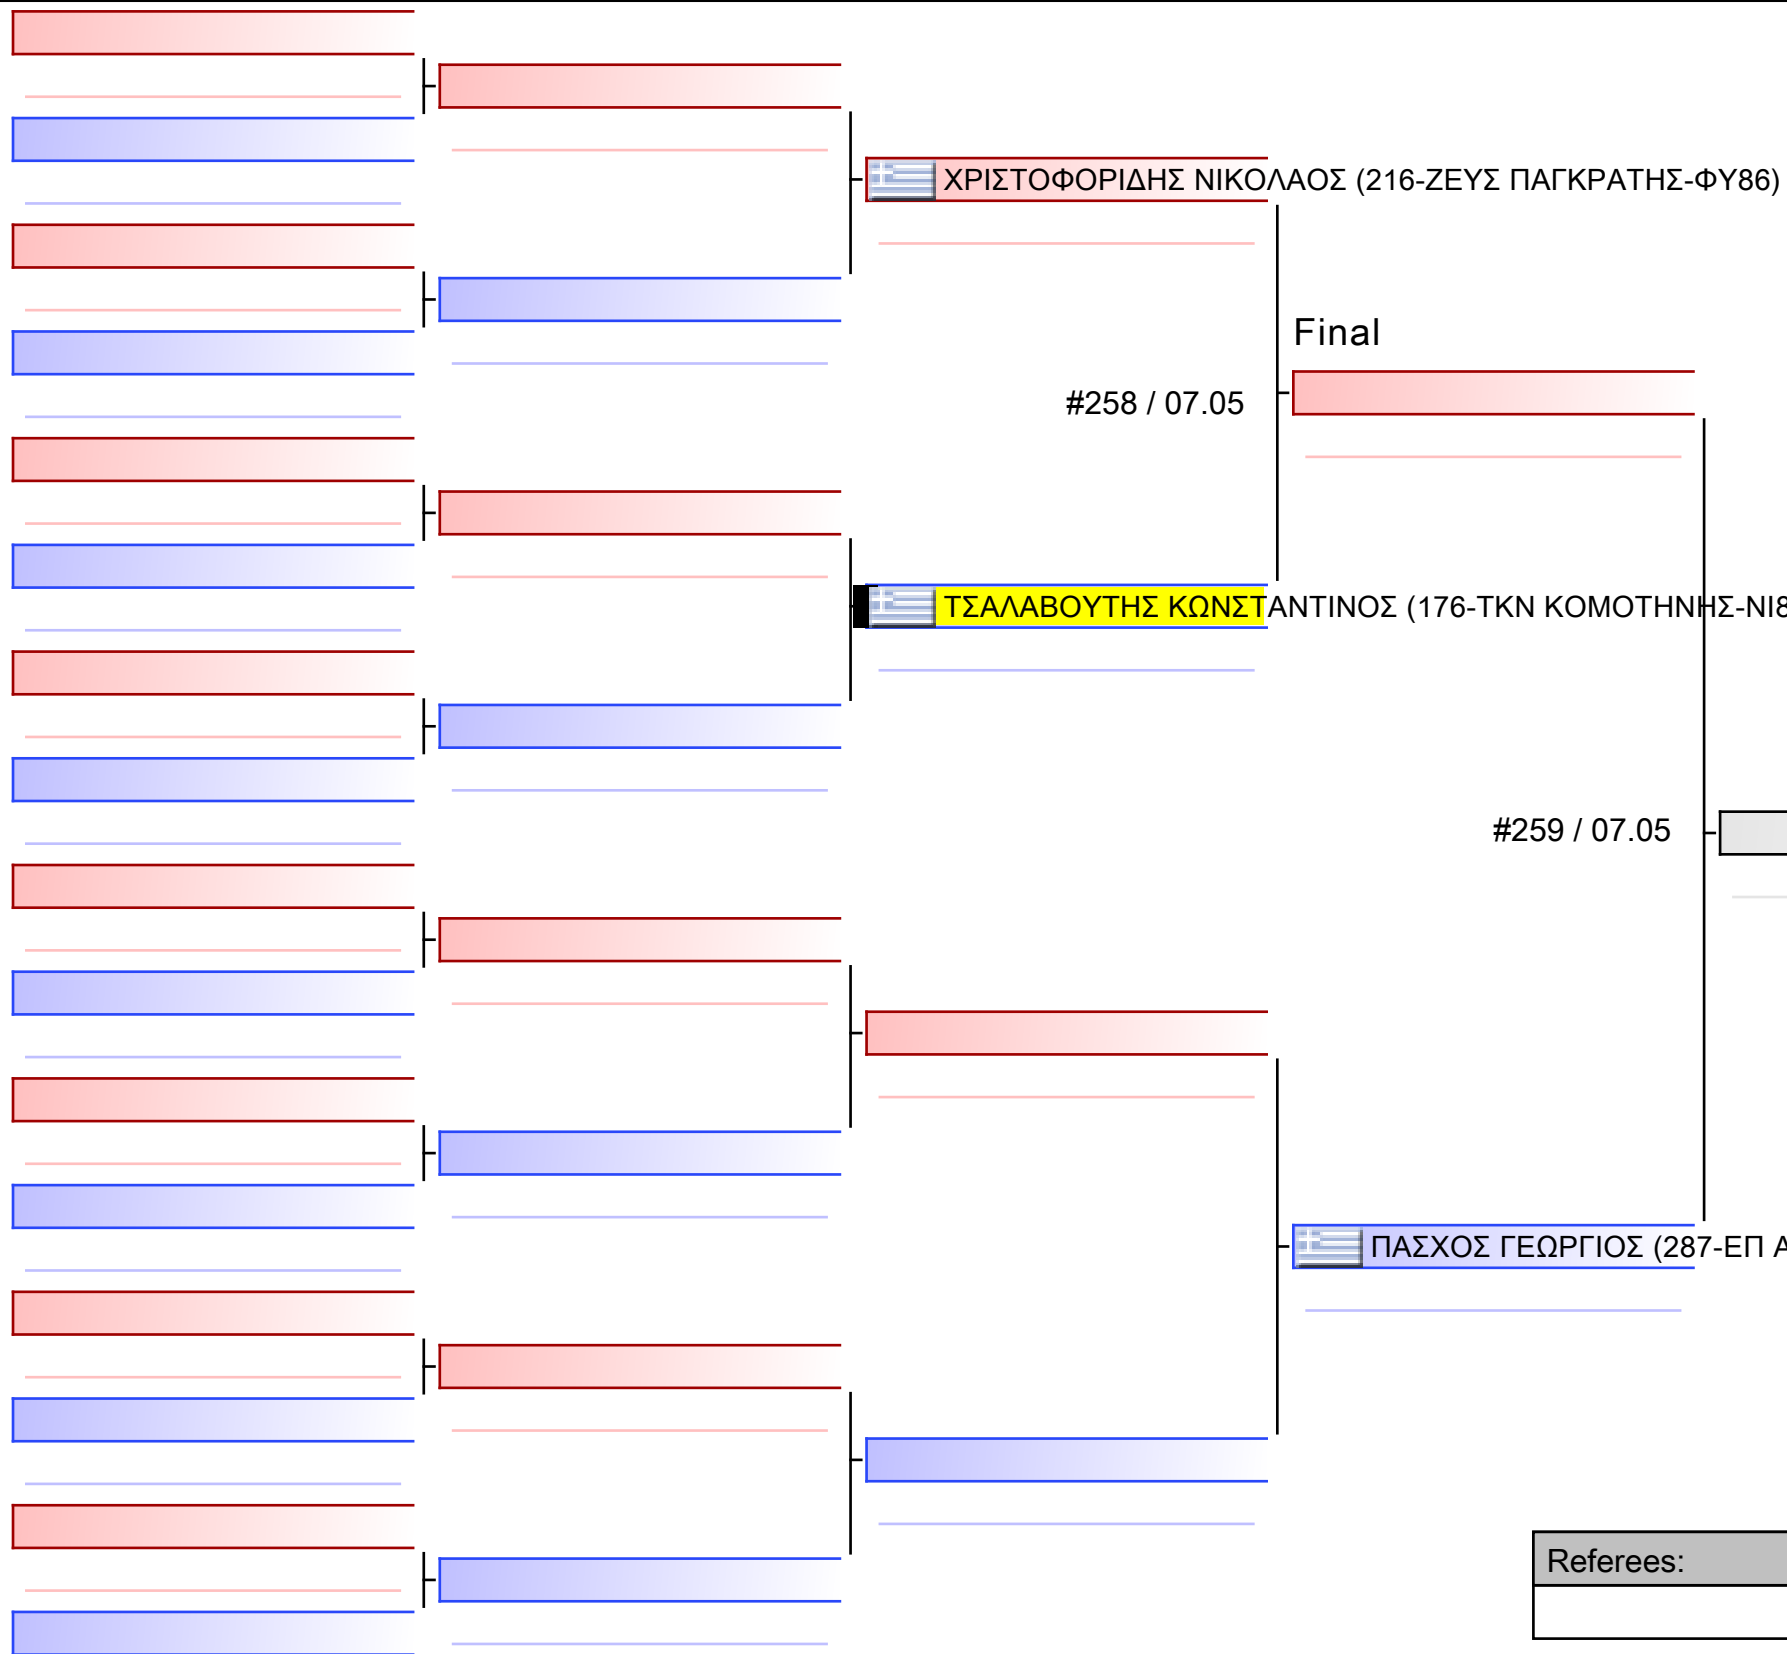 ΧΡΙΣΤΟΦΟΡΙΔΗΣ ΝΙΚΟΛΑΟΣ (216-ΖΕΥΣ ΠΑΓΚΡΑΤΗΣ-ΦΥ86)
Final
#258 / 07.05
ΤΣΑΛΑΒΟΥΤΗΣ ΚΩΝΣΤΑΝΤΙΝΟΣ (176-ΤΚΝ ΚΟΜΟΤΗΝΗΣ-ΝΙ8
#259 / 07.05
ΠΑΣΧΟΣ ΓΕΩΡΓΙΟΣ (287-ΕΠ Α
Referees: